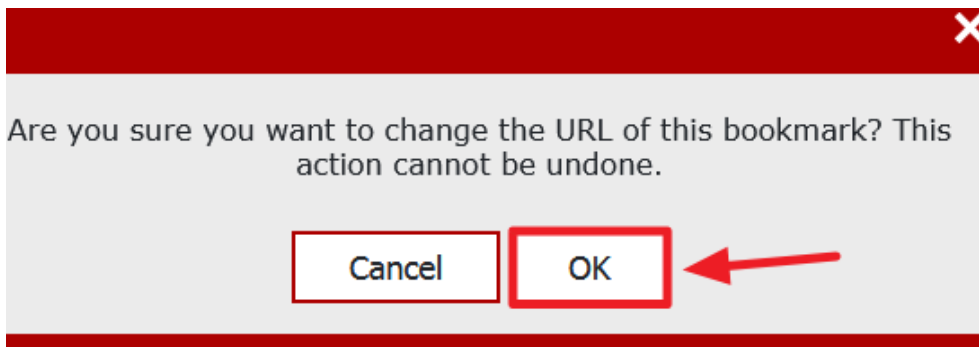 Are you sure you want to change the URL of this bookmark? This
action cannot be undone.
Cancel OK